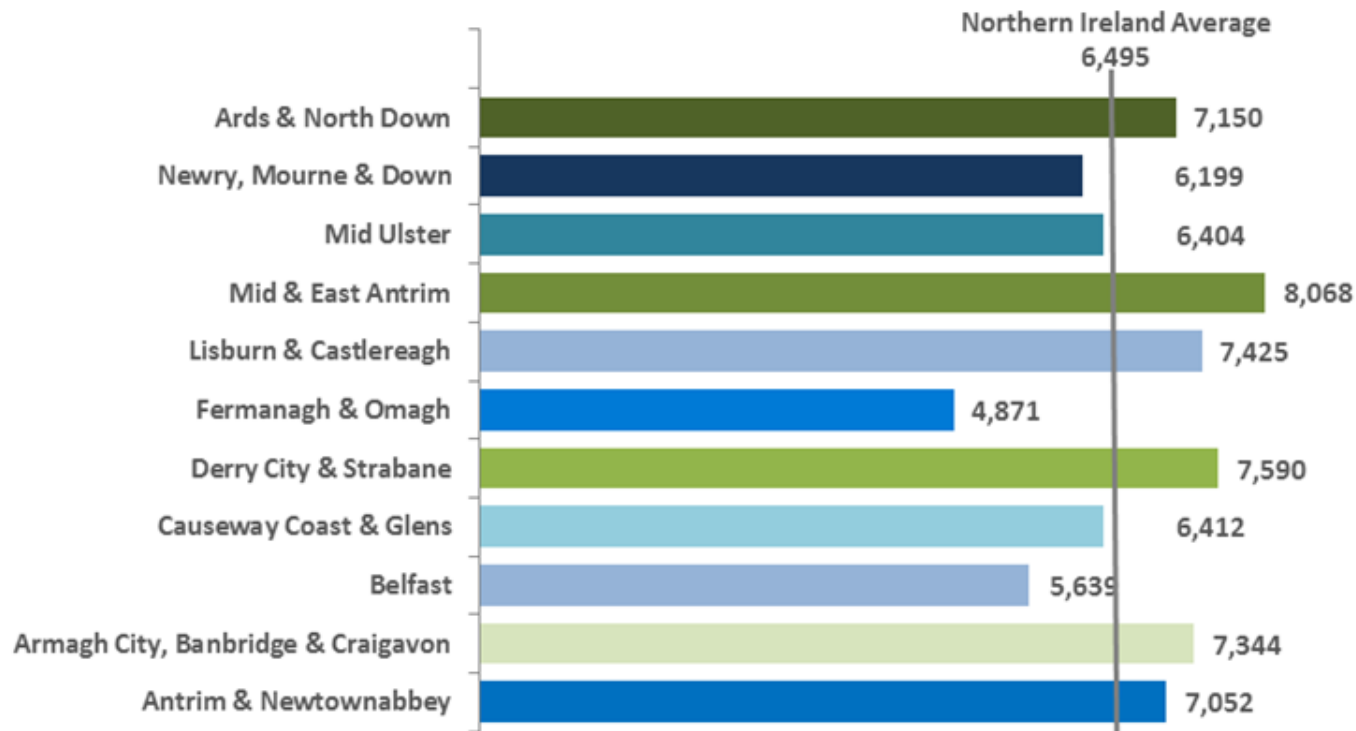 Northern Ireland Average
6,495
Ards & North Down 7,150
Newry, Mourne & Down 6,199
Mid Ulster 6,404
Mid & East Antrim 8,068
Lisburn & Castlereagh 7,425
Fermanagh & Omagh 4,871
Derry City & Strabane 7,590
Causeway Coast & Glens 6,412
Belfast 5,639
Armagh City, Banbridge & Craigavon 7,344
Antrim & Newtownabbey 7,052